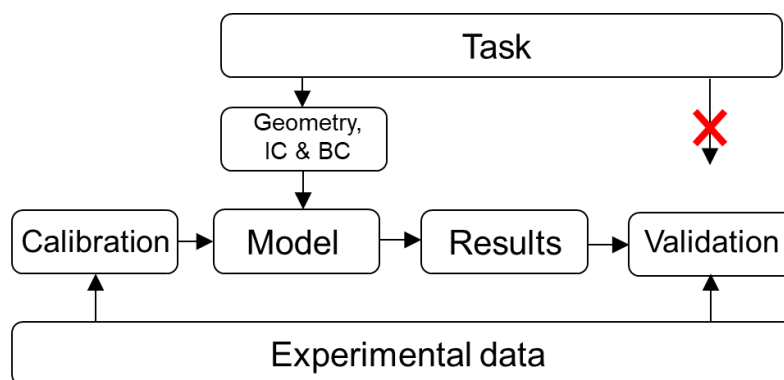 Task
Geometry,
IC & BC
Calibration
Model
Results
Validation
Experimental data